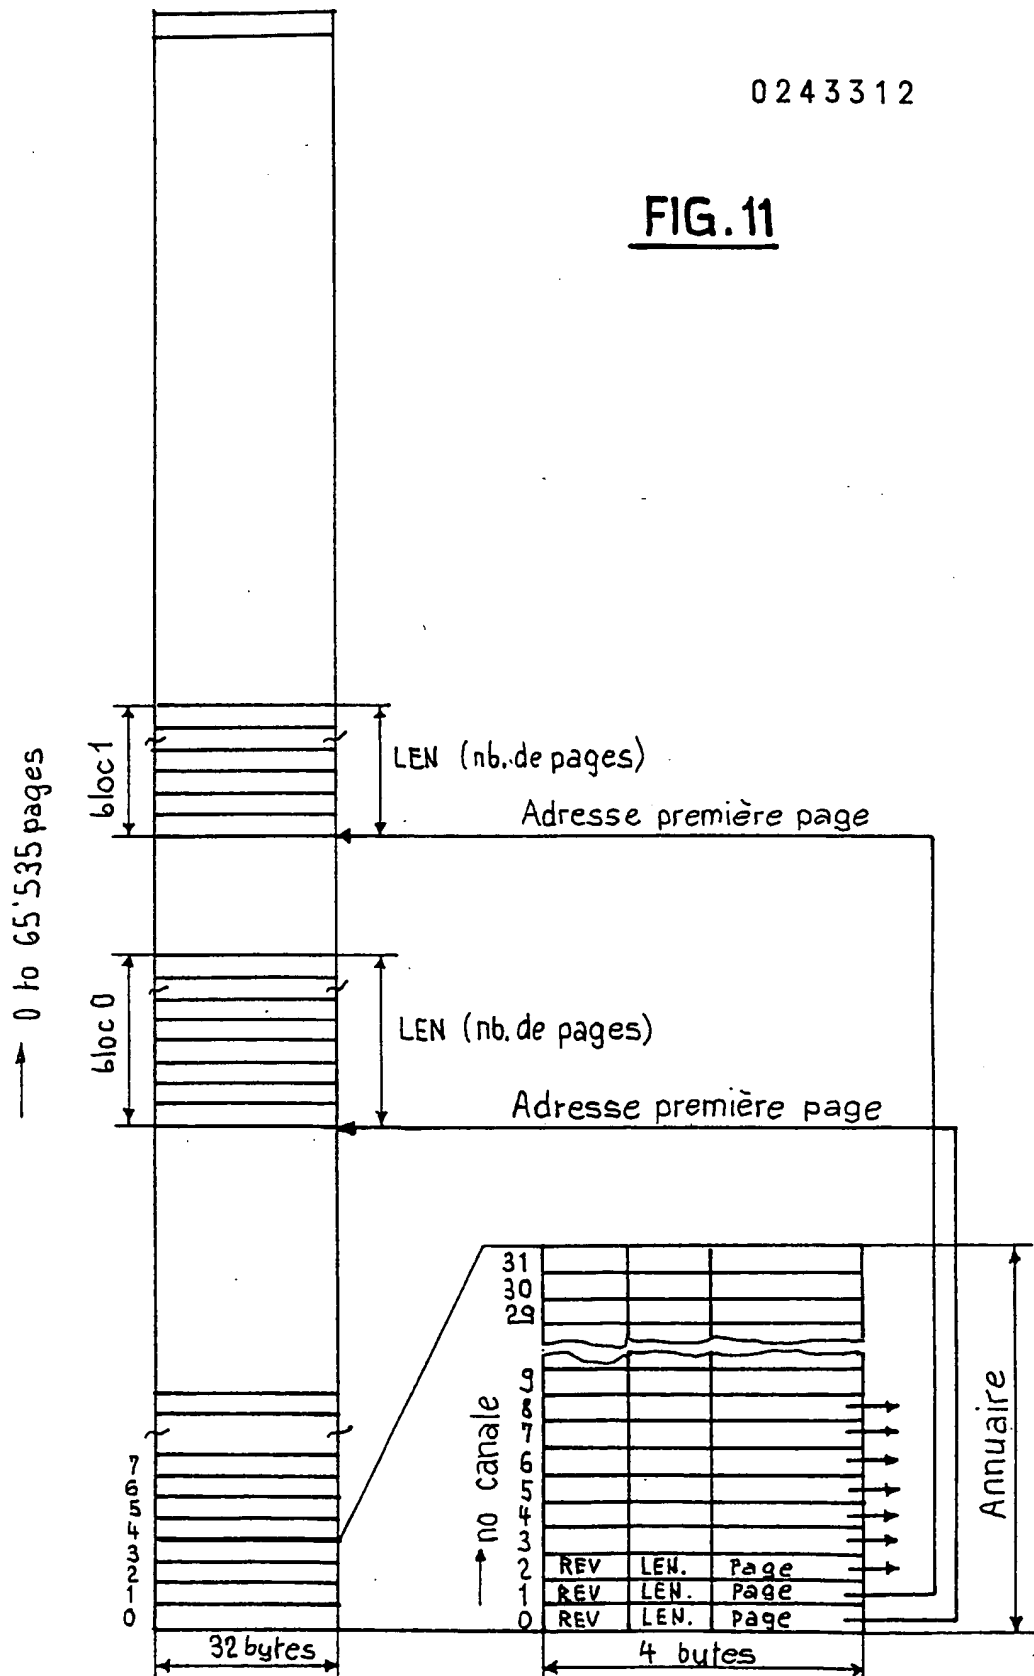 0243312
FIG. 11
0 to 65'535 pages
bloc 1
LEN (nb. de pages)
Adresse première page
bloc 0
LEN (nb. de pages)
Adresse première page
31
30
29
9
8
7
6
5
4
3
2 REV LEN. Page
1 REV LEN. Page
0 REV LEN. page
no canale
Annuaire
7
6
5
4
3
2
1
0
32 bytes
4 bytes